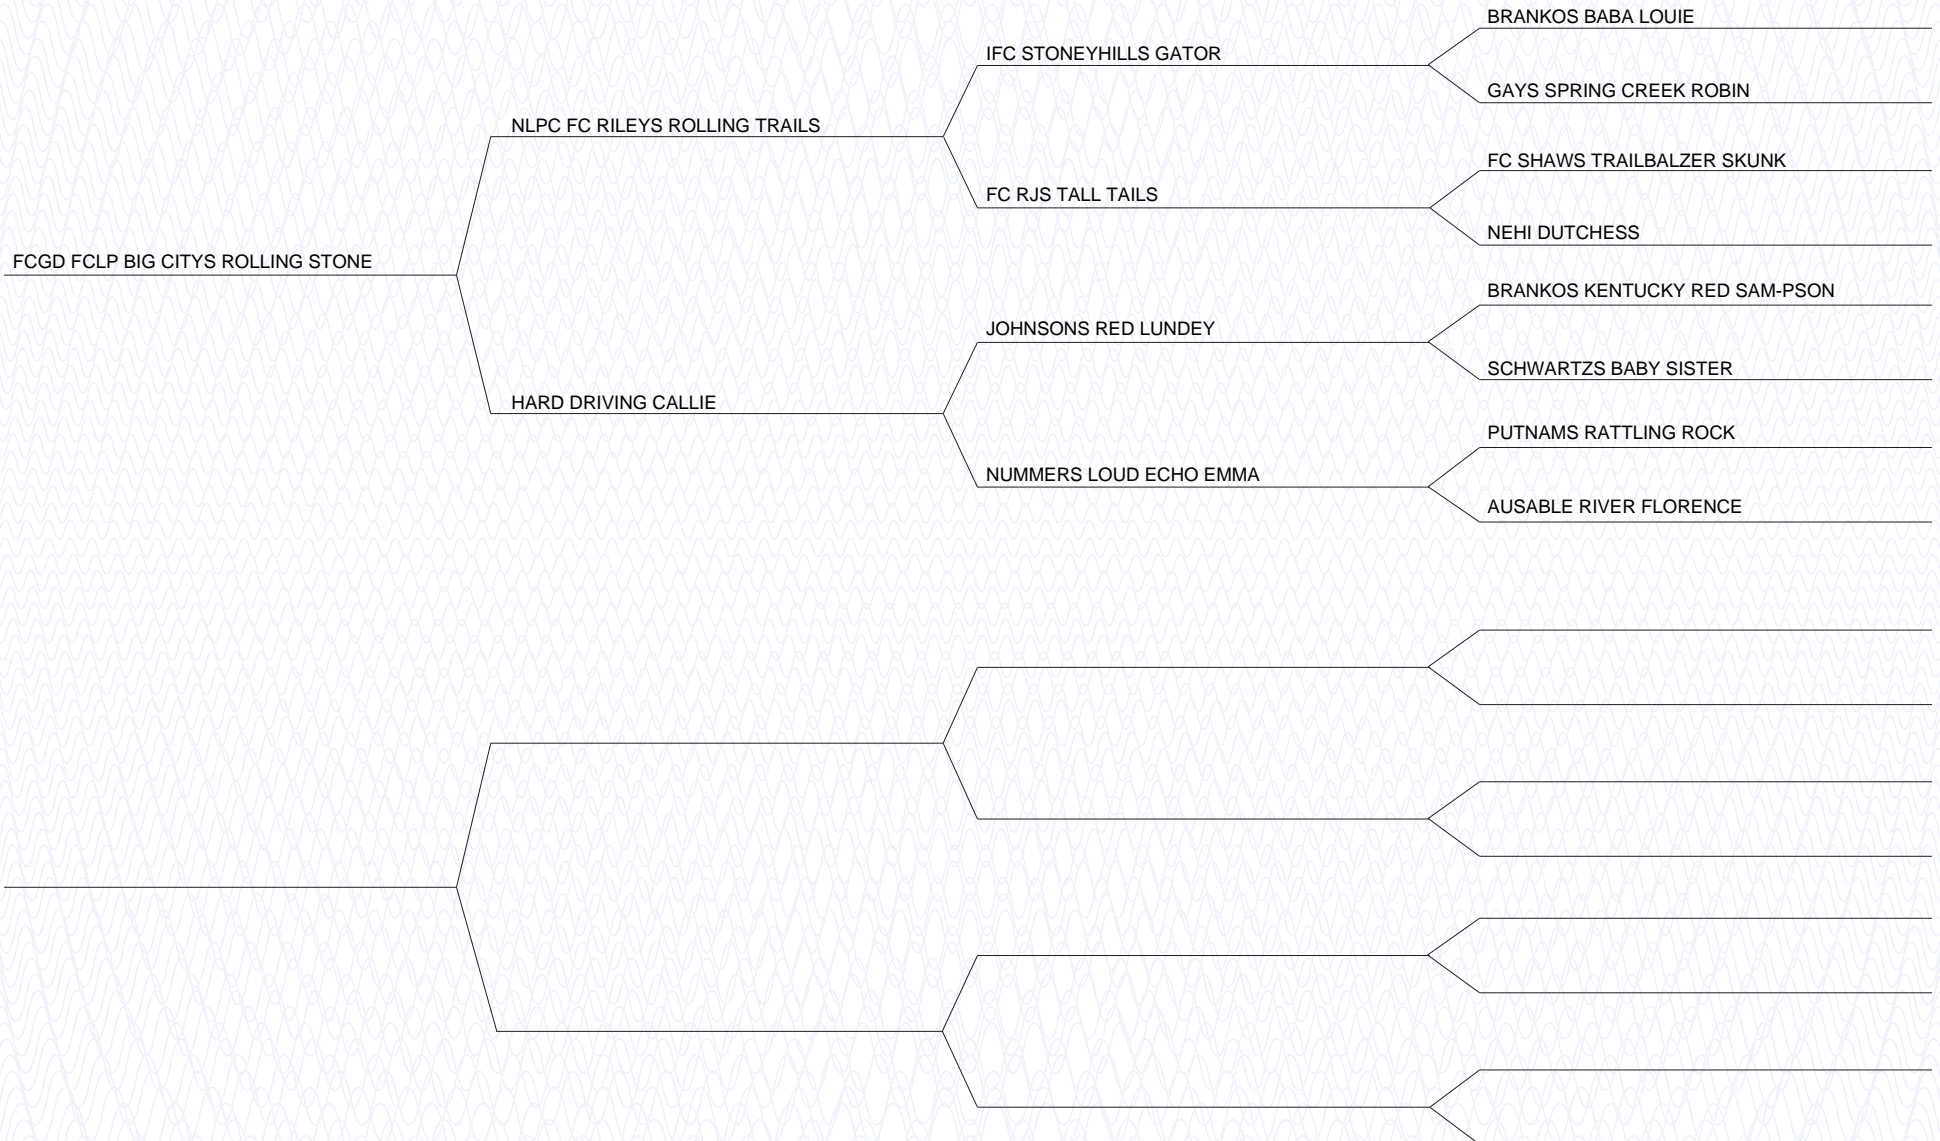 BRANKOS BABA LOUIE
IFC STONEYHILLS GATOR
GAYS SPRING CREEK ROBIN
NLPC FC RILEYS ROLLING TRAILS
FC SHAWS TRAILBALZER SKUNK
FC RJS TALL TAILS
NEHI DUTCHESS
FCGD FCLP BIG CITYS ROLLING STONE
BRANKOS KENTUCKY RED SAM-PSON
JOHNSONS RED LUNDEY
SCHWARTZS BABY SISTER
HARD DRIVING CALLIE
PUTNAMS RATTLING ROCK
NUMMERS LOUD ECHO EMMA
AUSABLE RIVER FLORENCE